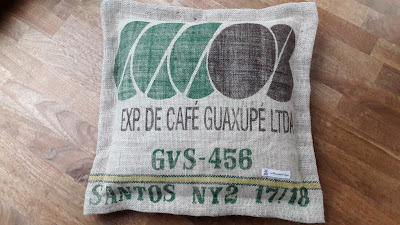 EXP. DE CAFÉ GUAXUPÉ LTDA
GVS-456
SANTOS NY2 17/18